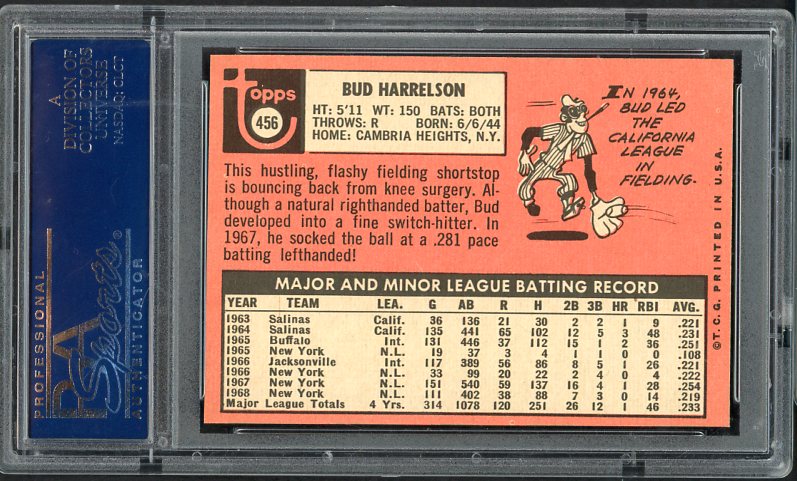 A
DIVISION OF
COLLECTORS
UNIVERSE
NASDAQ: CLCT
PROFESSIONAL
PSA
Sports®
AUTHENTICATOR
topps
456
BUD HARRELSON
HT: 5'11 WT: 150 BATS: BOTH
THROWS: R BORN: 6/6/44
HOME: CAMBRIA HEIGHTS, N.Y.
This hustling, flashy fielding shortstop
is bouncing back from knee surgery. Al-
though a natural righthanded batter, Bud
developed into a fine switch-hitter. In
1967, he socked the ball at a .281 pace
batting lefthanded!
IN 1964,
BUD LED
THE
CALIFORNIA
LEAGUE
IN
FIELDING.
©T.C.G. PRINTED IN U.S.A.
MAJOR AND MINOR LEAGUE BATTING RECORD
YEAR TEAM LEA. G AB R H 2B 3B HR RBI AVG.
1963 Salinas Calif. 36 136 21 30 2 2 1 9 .221
1964 Salinas Calif. 135 441 65 102 12 5 3 48 .231
1965 Buffalo Int. 131 446 37 112 15 1 2 36 .251
1965 New York N.L. 19 37 3 4 1 1 0 0 .108
1966 Jacksonville Int. 117 389 56 86 8 5 1 26 .221
1966 New York N.L. 33 99 20 22 2 4 0 4 .222
1967 New York N.L. 151 540 59 137 16 4 1 28 .254
1968 New York N.L. 111 402 38 88 7 3 0 14 .219
Major League Totals 4 Yrs. 314 1078 120 251 26 12 1 46 .233